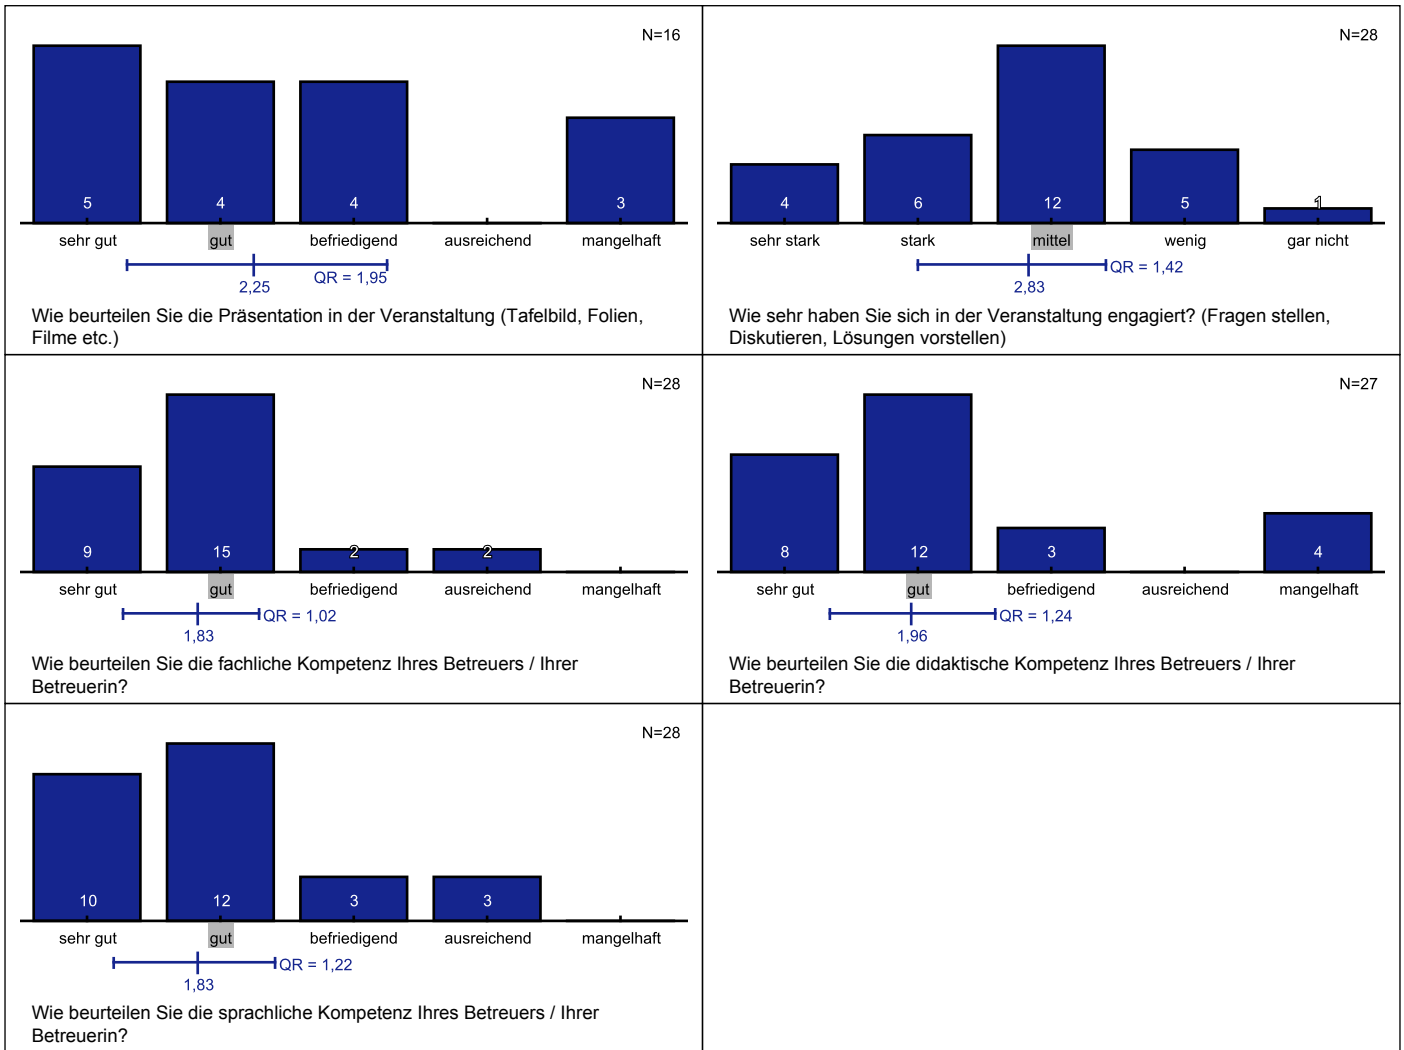 N=16
5
4
4
3
sehr gut
gut
befriedigend
ausreichend
mangelhaft
QR = 1,95
2,25
Wie beurteilen Sie die Präsentation in der Veranstaltung (Tafelbild, Folien,
Filme etc.)
N=28
4
6
12
5
1
sehr stark
stark
mittel
wenig
gar nicht
QR = 1,42
2,83
Wie sehr haben Sie sich in der Veranstaltung engagiert? (Fragen stellen,
Diskutieren, Lösungen vorstellen)
N=28
9
15
2
2
sehr gut
gut
befriedigend
ausreichend
mangelhaft
QR = 1,02
1,83
Wie beurteilen Sie die fachliche Kompetenz Ihres Betreuers / Ihrer
Betreuerin?
N=27
8
12
3
4
sehr gut
gut
befriedigend
ausreichend
mangelhaft
QR = 1,24
1,96
Wie beurteilen Sie die didaktische Kompetenz Ihres Betreuers / Ihrer
Betreuerin?
N=28
10
12
3
3
sehr gut
gut
befriedigend
ausreichend
mangelhaft
QR = 1,22
1,83
Wie beurteilen Sie die sprachliche Kompetenz Ihres Betreuers / Ihrer
Betreuerin?